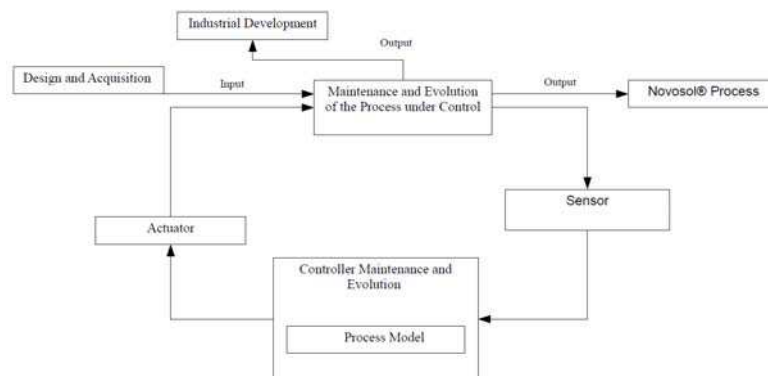 Industrial Development
Output
Design and Acquisition
Input
Maintenance and Evolution
of the Process under Control
Output
Novosol® Process
Sensor
Actuator
Controller Maintenance and
Evolution
Process Model